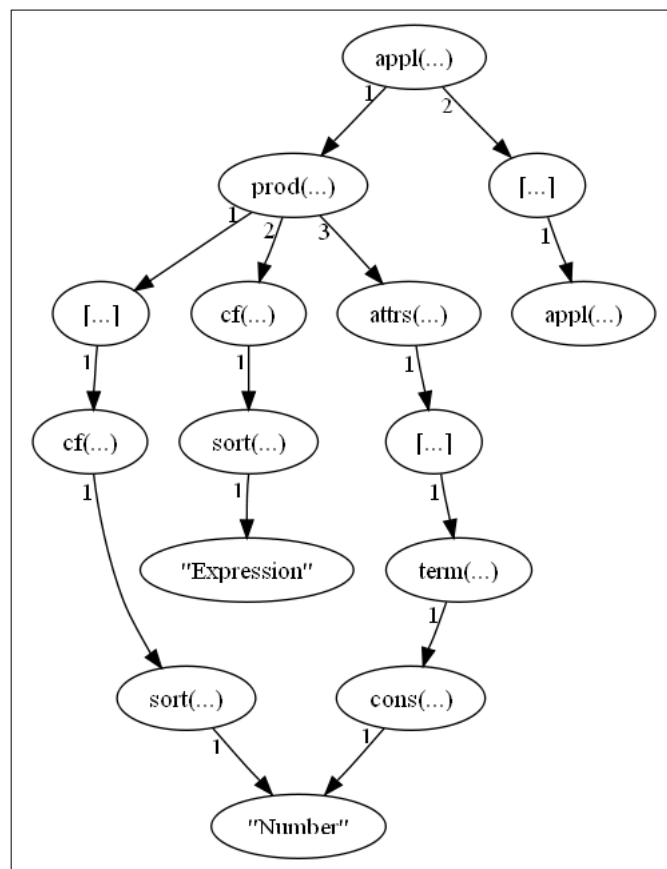 appl(...)
1 2
prod(...) ⌈...⌉
1 2 3 1
⌈...⌉ cf(...) attrs(...) appl(...)
1 1 1
cf(...) sort(...) ⌈...⌉
1 1 1
"Expression" term(...)
1
sort(...) cons(...)
1 1
"Number"